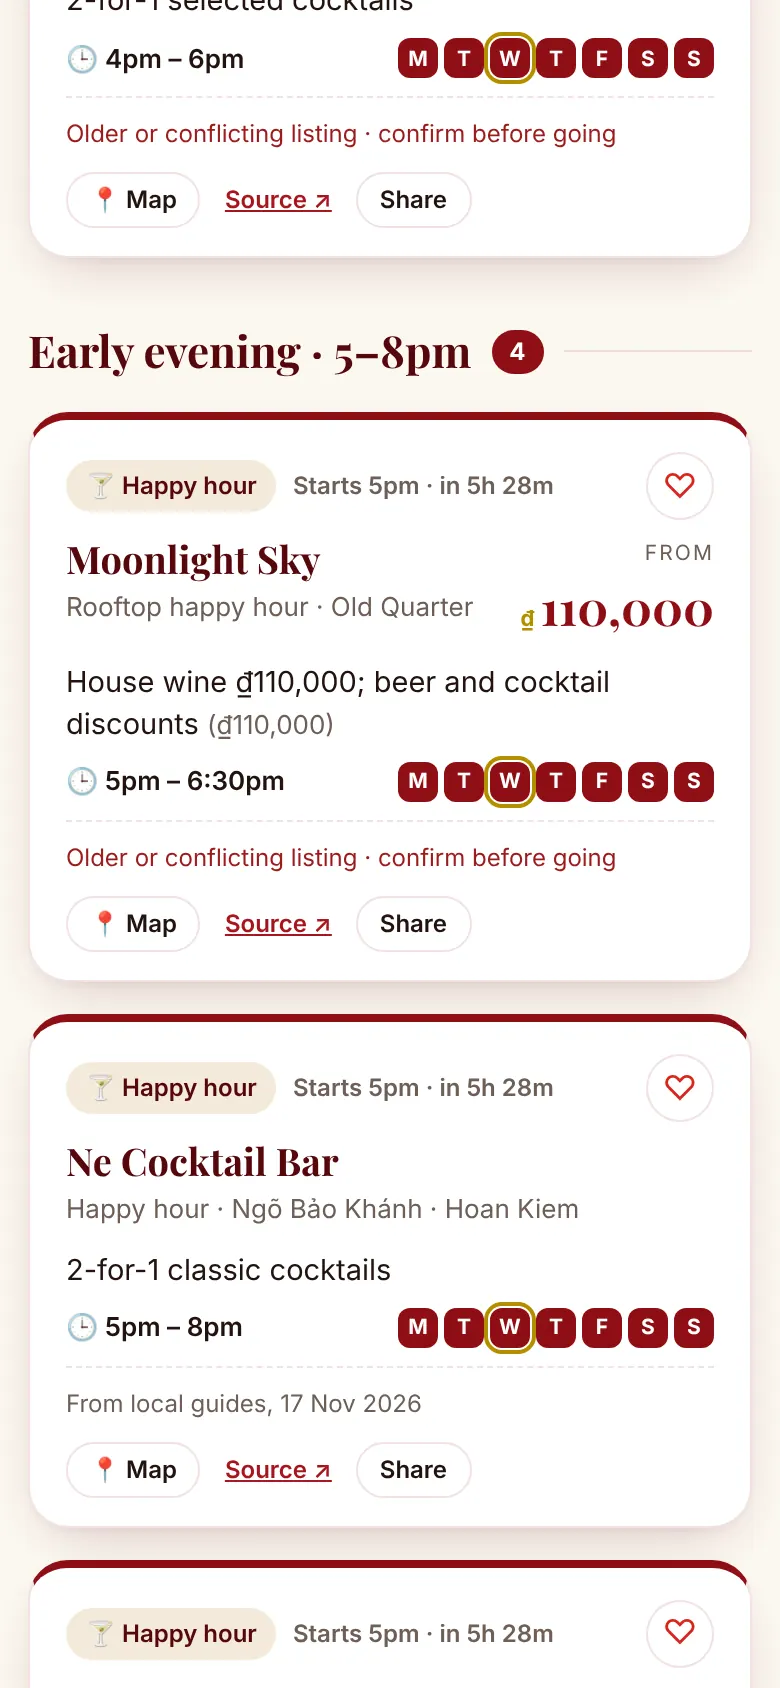 2-for-1 selected cocktails
4pm – 6pm M T W T F S S
Older or conflicting listing · confirm before going
Map Source ↗ Share
Early evening · 5–8pm 4
Happy hour Starts 5pm · in 5h 28m
Moonlight Sky FROM
Rooftop happy hour · Old Quarter ₫110,000
House wine ₫110,000; beer and cocktail
discounts (₫110,000)
5pm – 6:30pm M T W T F S S
Older or conflicting listing · confirm before going
Map Source ↗ Share
Happy hour Starts 5pm · in 5h 28m
Ne Cocktail Bar
Happy hour · Ngõ Bảo Khánh · Hoan Kiem
2-for-1 classic cocktails
5pm – 8pm M T W T F S S
From local guides, 17 Nov 2026
Map Source ↗ Share
Happy hour Starts 5pm · in 5h 28m